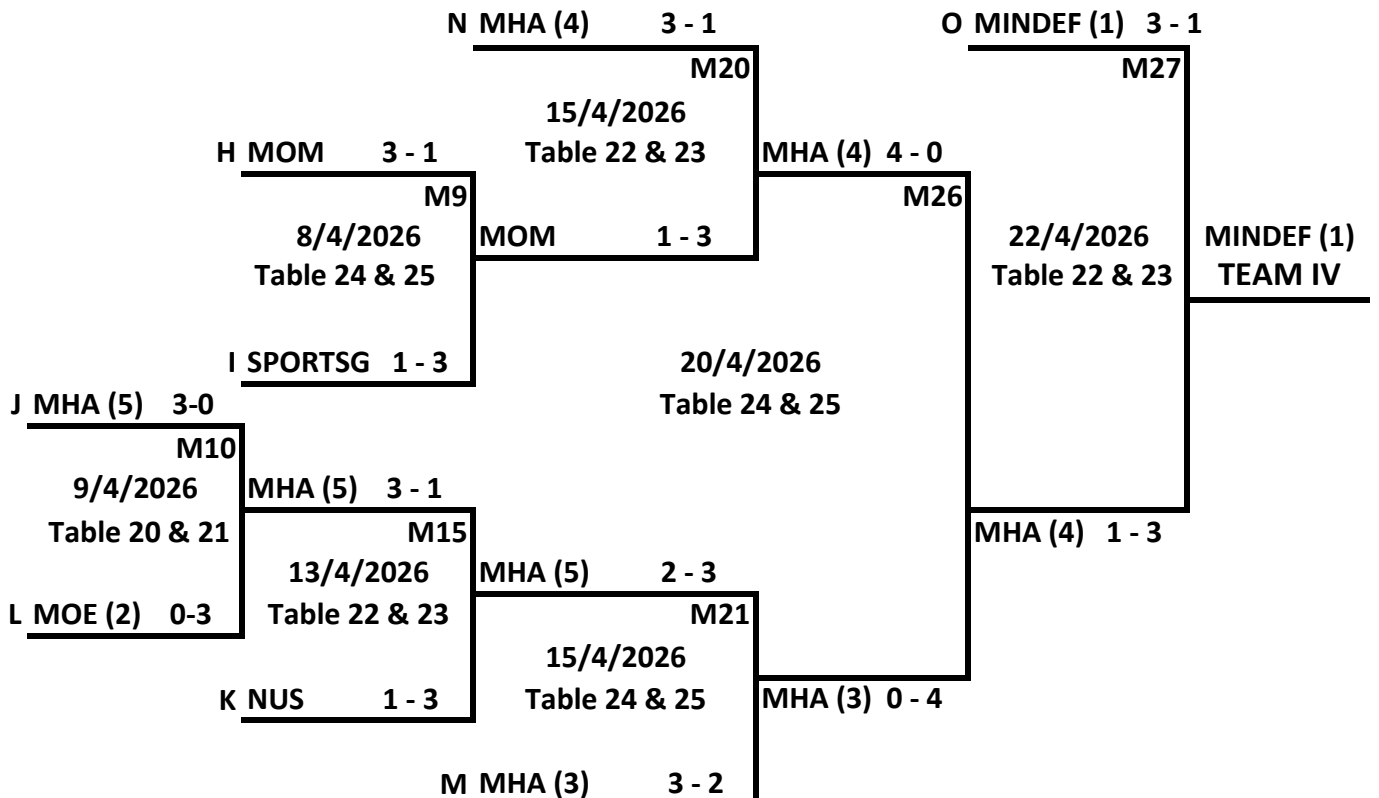 N MHA (4) 3 - 1
O MINDEF (1) 3 - 1
M20
M27
15/4/2026
Table 22 & 23
H MOM 3 - 1
MHA (4) 4 - 0
M9
M26
8/4/2026
Table 24 & 25
MOM 1 - 3
22/4/2026
Table 22 & 23
MINDEF (1)
TEAM IV
I SPORTSG 1 - 3
20/4/2026
Table 24 & 25
J MHA (5) 3-0
M10
9/4/2026
Table 20 & 21
MHA (5) 3 - 1
M15
MHA (4) 1 - 3
13/4/2026
Table 22 & 23
MHA (5) 2 - 3
L MOE (2) 0-3
M21
15/4/2026
Table 24 & 25
K NUS 1 - 3
MHA (3) 0 - 4
M MHA (3) 3 - 2